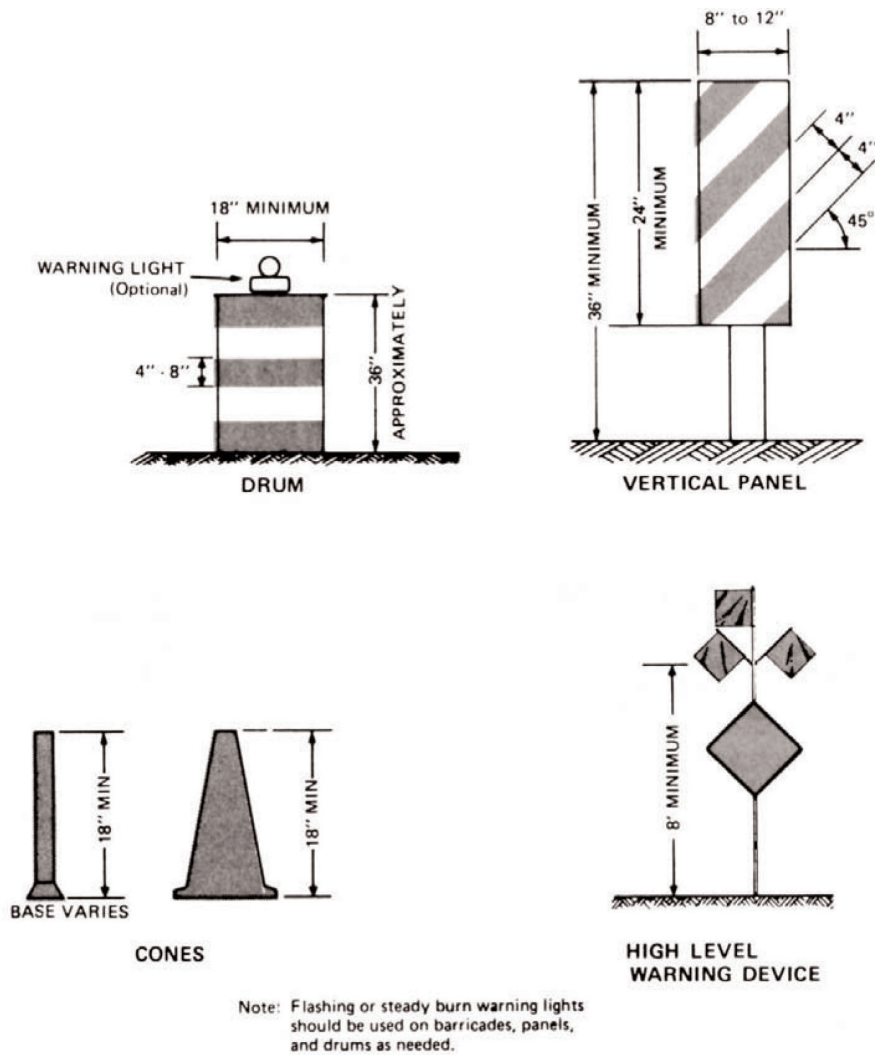 8" to 12"
4"
4"
45°
24" MINIMUM
36" MINIMUM
VERTICAL PANEL
18" MINIMUM
WARNING LIGHT
(Optional)
4" - 8"
36" APPROXIMATELY
DRUM
18" MIN
BASE VARIES
18" MIN
CONES
8' MINIMUM
HIGH LEVEL
WARNING DEVICE
Note: Flashing or steady burn warning lights
should be used on barricades, panels,
and drums as needed.